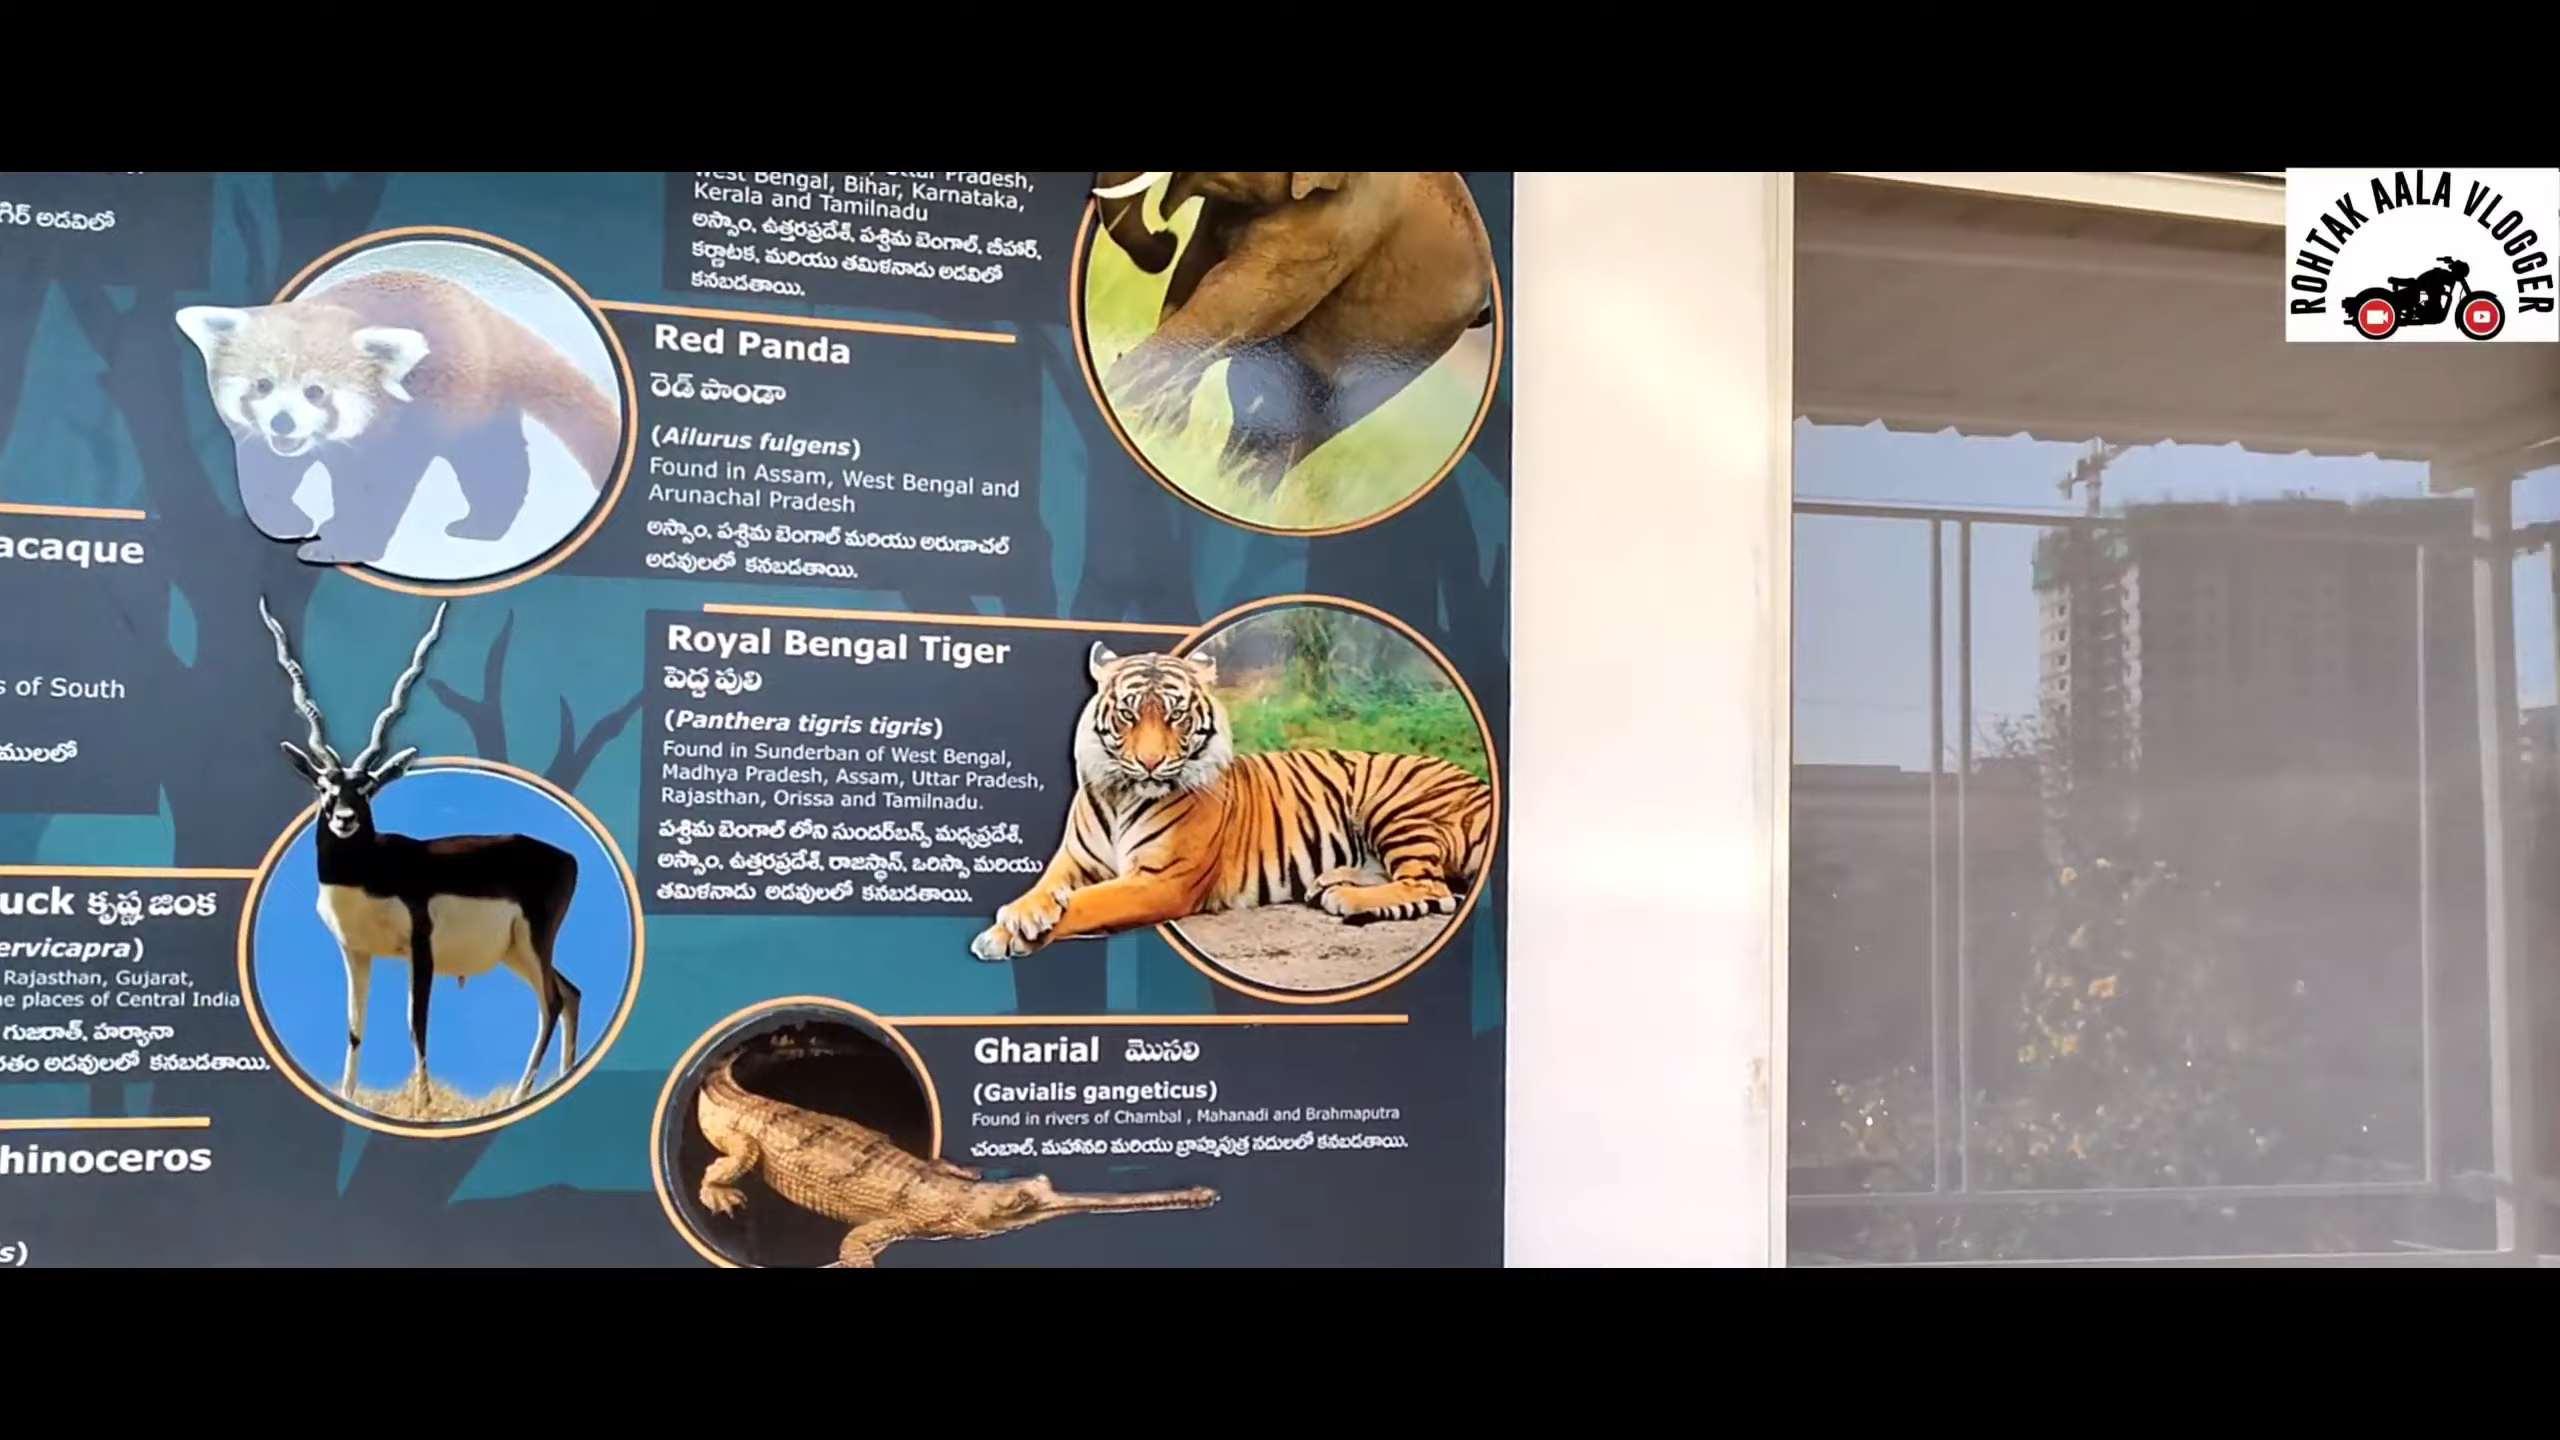 గిర్ అడవిలో
acaque
s of South
ములలో
uck కృష్ణ జింక
ervicapra)
Rajasthan, Gujarat,
places of Central India
గుజరాత్, హర్యానా
అడవులలో కనబడతాయి.
hinoceros
s)
West Bengal, Bihar, Karnataka,
Kerala and Tamilnadu
అస్సాం, ఉత్తరప్రదేశ్, పశ్చిమ బెంగాల్, బీహార్,
కర్ణాటక, మరియు తమిళనాడు అడవిలో
కనబడతాయి.
Red Panda
రెడ్ పాండా
(Ailurus fulgens)
Found in Assam, West Bengal and
Arunachal Pradesh
అస్సాం, పశ్చిమ బెంగాల్ మరియు అరుణాచల్
అడవులలో కనబడతాయి.
Royal Bengal Tiger
పెద్ద పులి
(Panthera tigris tigris)
Found in Sunderban of West Bengal,
Madhya Pradesh, Assam, Uttar Pradesh,
Rajasthan, Orissa and Tamilnadu.
పశ్చిమ బెంగాల్ లోని సుందర్‌బన్స్ మధ్యప్రదేశ్,
అస్సాం, ఉత్తరప్రదేశ్, రాజస్థాన్, ఒరిస్సా మరియు
తమిళనాడు అడవులలో కనబడతాయి.
Gharial మొసలి
(Gavialis gangeticus)
Found in rivers of Chambal , Mahanadi and Brahmaputra
చంబాల్, మహానది మరియు బ్రాహ్మపుత్ర నదులలో కనబడతాయి.
ROHTAK AALA VLOGGER